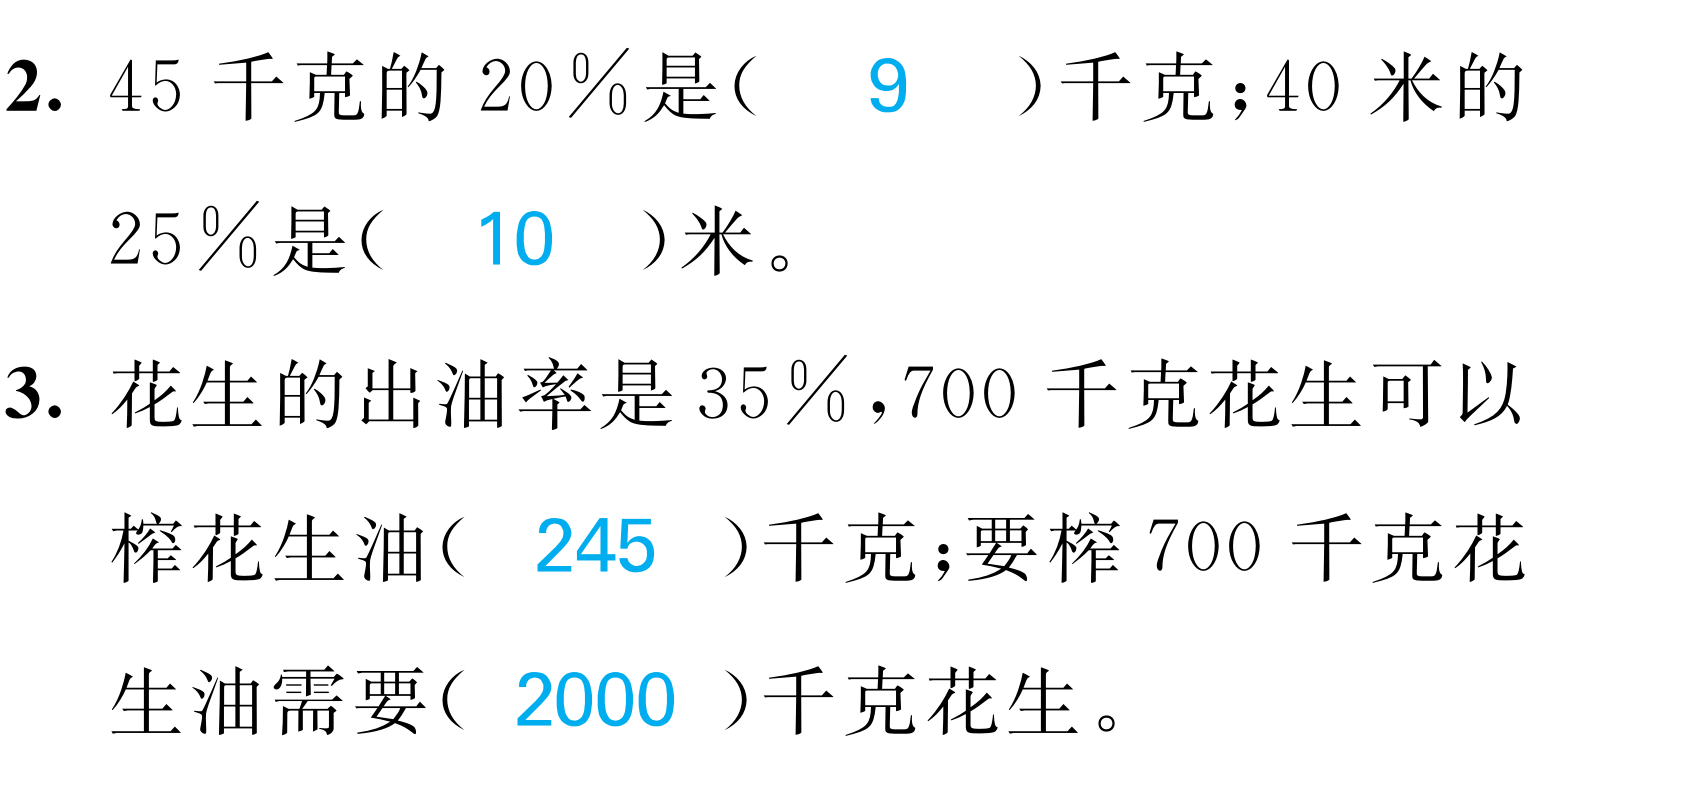 2. 45 千克的 20%是( 9 )千克;40 米的
25%是( 10 )米。
3. 花生的出油率是 35%,700 千克花生可以
榨花生油( 245 )千克;要榨 700 千克花
生油需要( 2000 )千克花生。